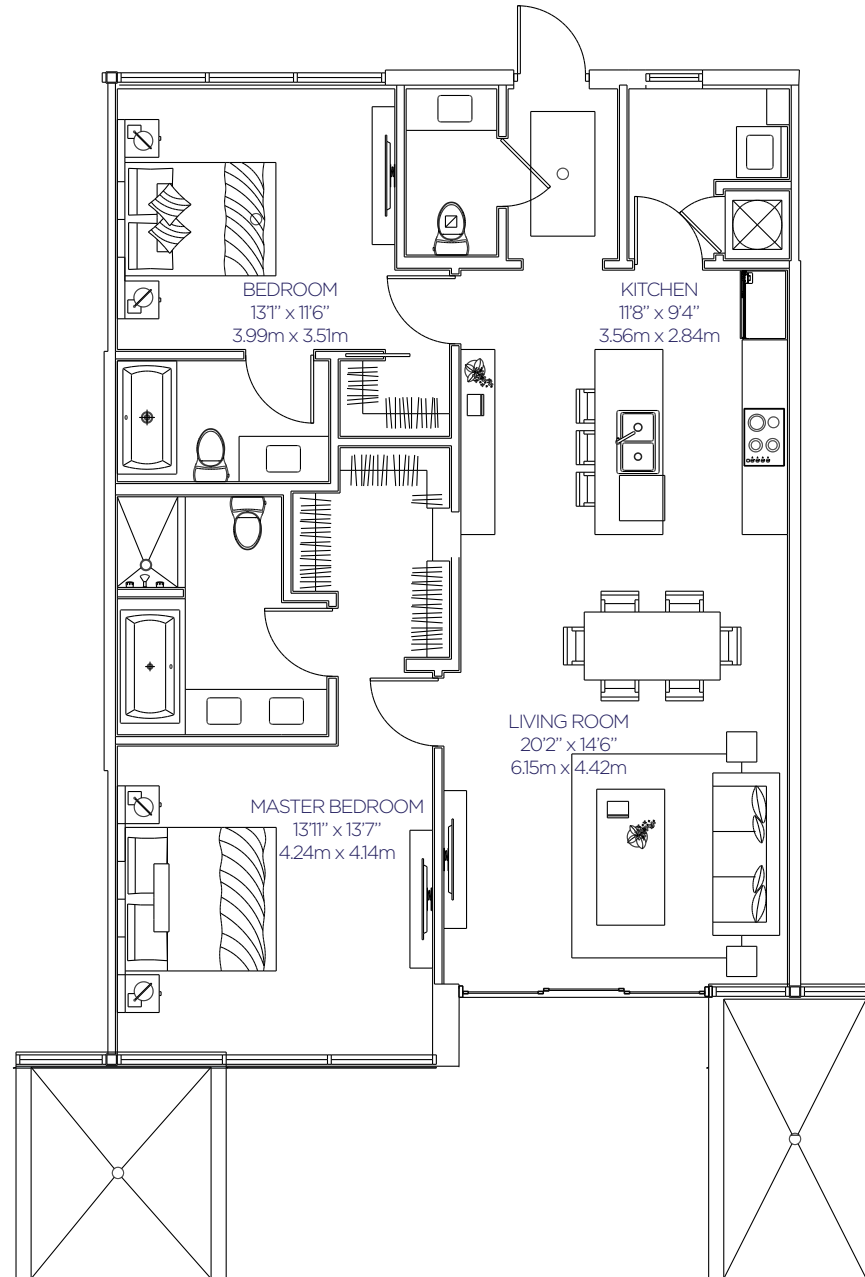 BEDROOM
13'1” x 11'6”
3.99m x 3.51m
KITCHEN
11'8” x 9'4”
3.56m x 2.84m
LIVING ROOM
20'2” x 14'6”
6.15m x 4.42m
MASTER BEDROOM
13'11” x 13'7”
4.24m x 4.14m